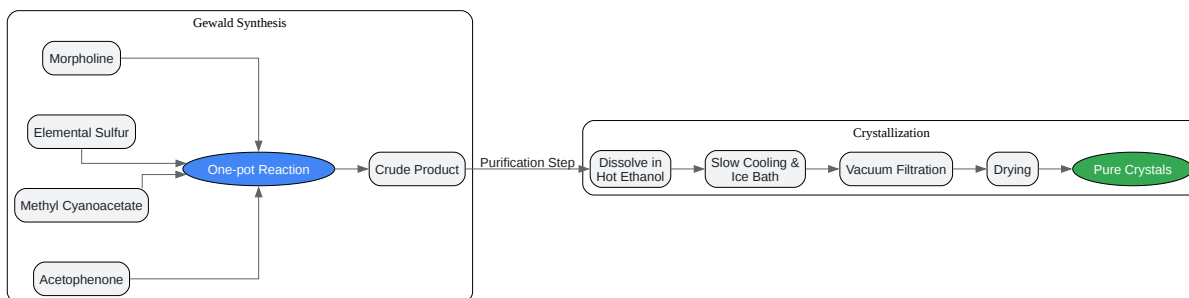 Gewald Synthesis
Morpholine
Elemental Sulfur
One-pot Reaction
Methyl Cyanoacetate
Acetophenone
Crude Product
Purification Step
Crystallization
Dissolve in
Hot Ethanol
Slow Cooling &
Ice Bath
Vacuum Filtration
Drying
Pure Crystals